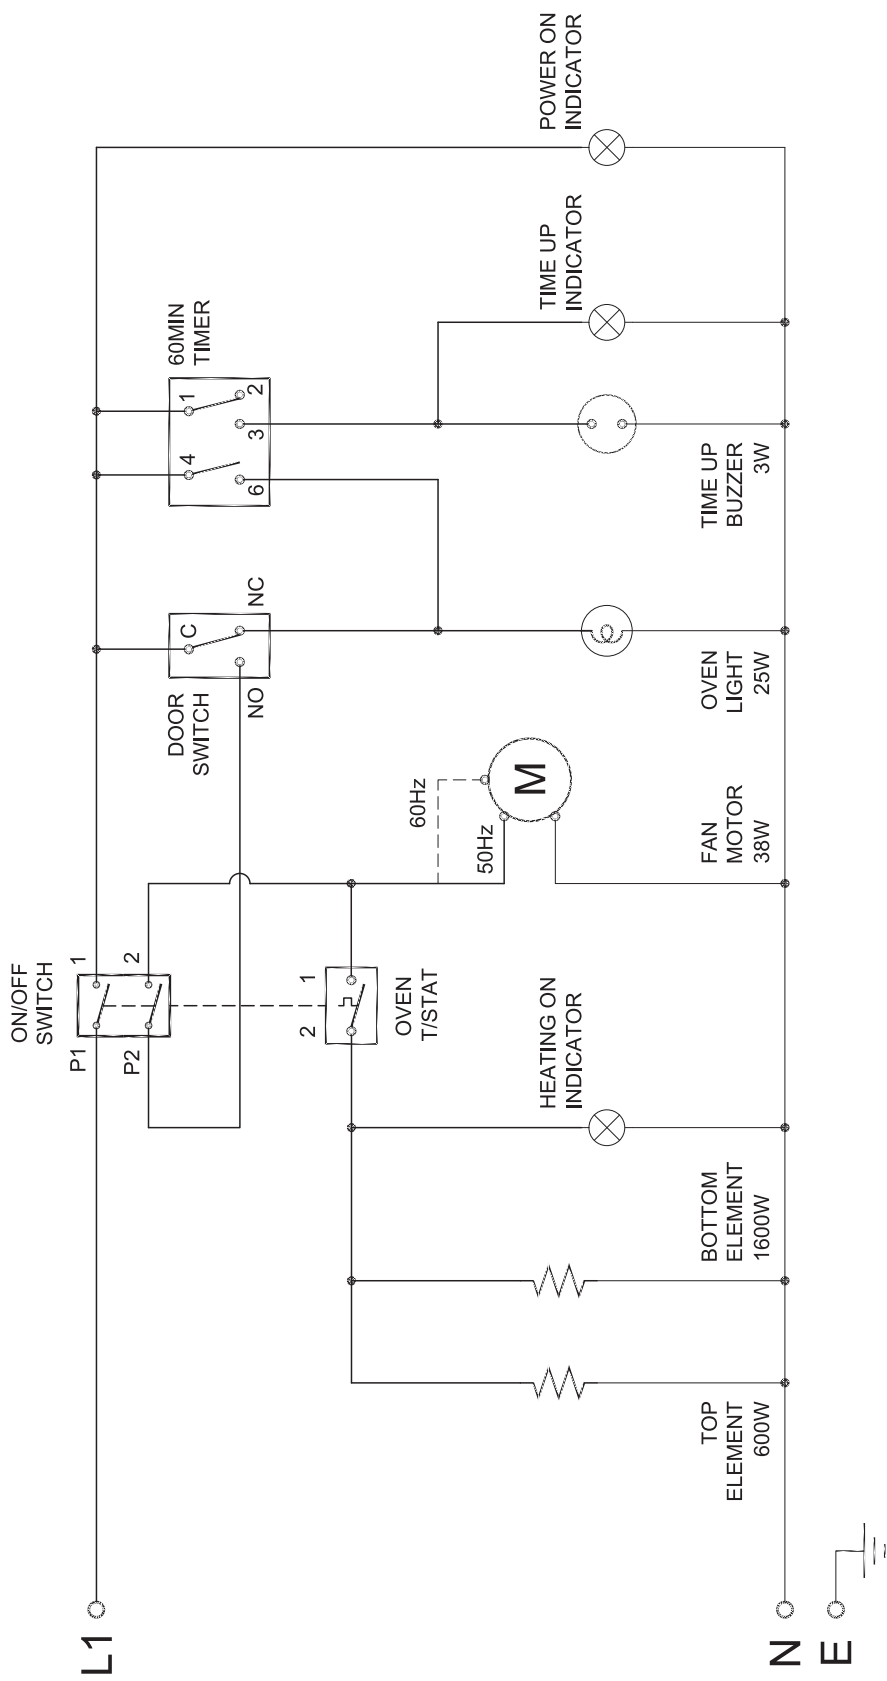 L1
N
E
ON/OFF
SWITCH
P1
1
P2
2
OVEN
T/STAT
2
1
DOOR
SWITCH
C
NO
NC
60MIN
TIMER
4
1
6
3
2
60Hz
50Hz
M
HEATING ON
INDICATOR
TIME UP
INDICATOR
POWER ON
INDICATOR
TOP
ELEMENT
600W
BOTTOM
ELEMENT
1600W
FAN
MOTOR
38W
OVEN
LIGHT
25W
TIME UP
BUZZER
3W